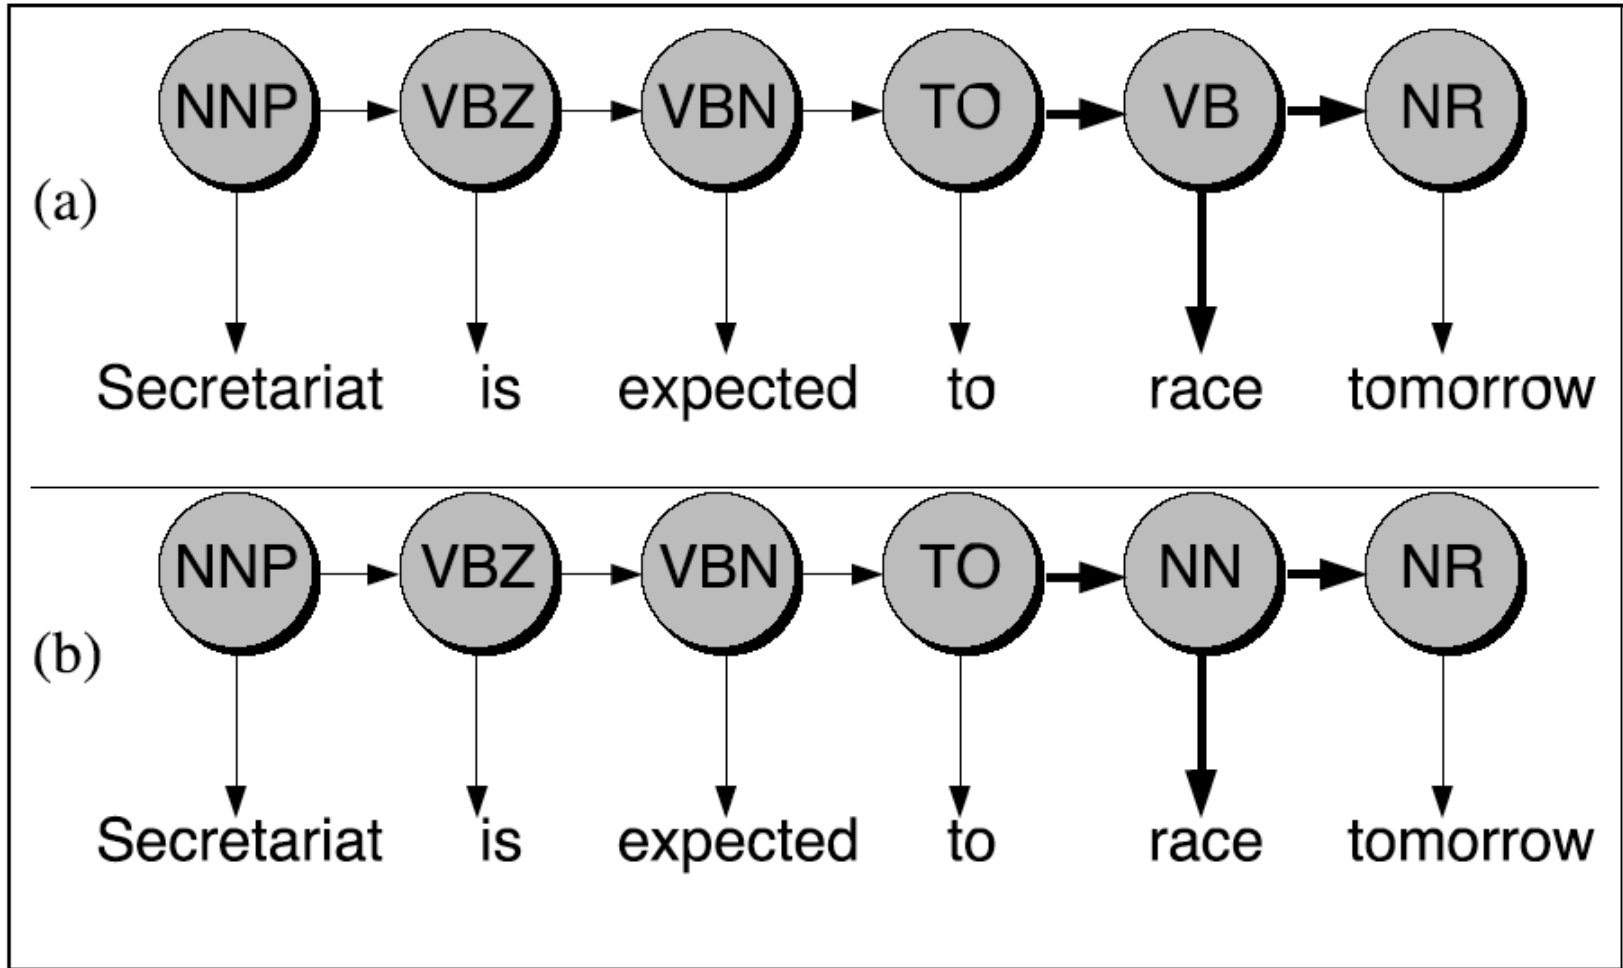 NNP VBZ VBN TO VB NR
(a)
Secretariat is expected to race tomorrow
NNP VBZ VBN TO NN NR
(b)
Secretariat is expected to race tomorrow